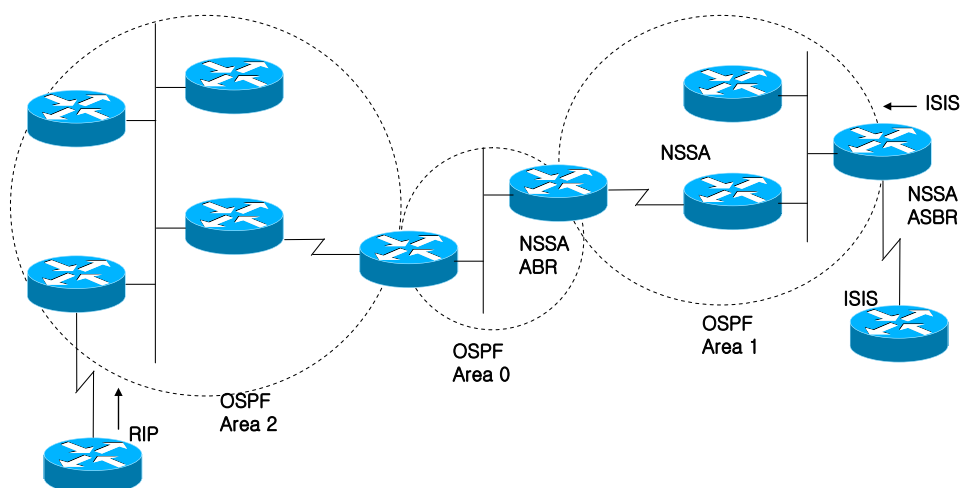 ISIS
NSSA
NSSA
ASBR
NSSA
ABR
ISIS
OSPF
Area 1
OSPF
Area 0
OSPF
Area 2
RIP